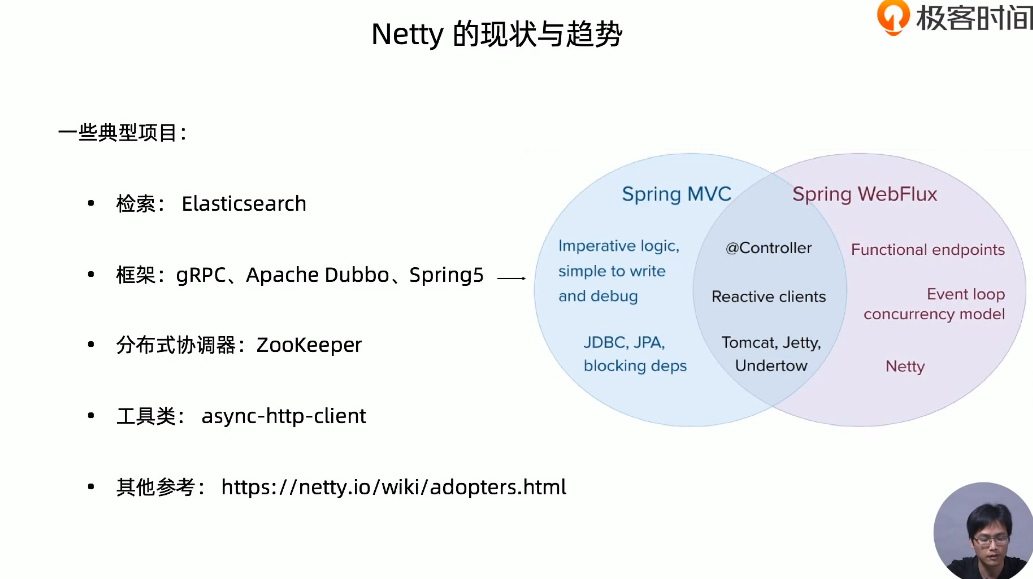 Netty 的现状与趋势
极客时间
一些典型项目：
• 检索： Elasticsearch
• 框架：gRPC、Apache Dubbo、Spring5
• 分布式协调器：ZooKeeper
• 工具类： async-http-client
• 其他参考： https://netty.io/wiki/adopters.html
Spring MVC
Imperative logic,
simple to write
and debug
JDBC, JPA,
blocking deps
@Controller
Reactive clients
Tomcat, Jetty,
Undertow
Spring WebFlux
Functional endpoints
Event loop
concurrency model
Netty